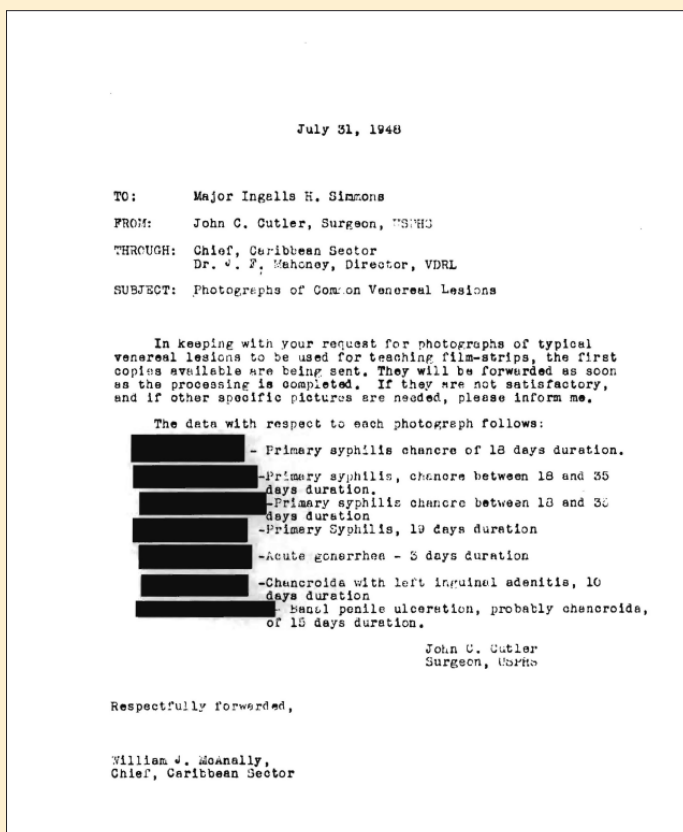 July 31, 1948
TO: Major Ingalls H. Simmons
FROM: John C. Cutler, Surgeon, USPHS
THROUGH: Chief, Caribbean Sector
Dr. J. F. Mahoney, Director, VDRL
SUBJECT: Photographs of Common Venereal Lesions
In keeping with your request for photographs of typical
venereal lesions to be used for teaching film-strips, the first
copies available are being sent. They will be forwarded as soon
as the processing is completed. If they are not satisfactory,
and if other specific pictures are needed, please inform me.
The data with respect to each photograph follows:
- Primary syphilis chancre of 18 days duration.
-Primary syphilis, chancre between 18 and 35
days duration.
-Primary syphilis chancre between 18 and
days duration
-Primary Syphilis, 19 days duration
-Acute gonorrhea - 3 days duration
-Chancroida with left inguinal adenitis, 10
days duration
- Banal penile ulceration, probably chancroida,
of 15 days duration.
John C. Cutler
Surgeon, USPHS
Respectfully forwarded,
William J. McAnally,
Chief, Caribbean Sector